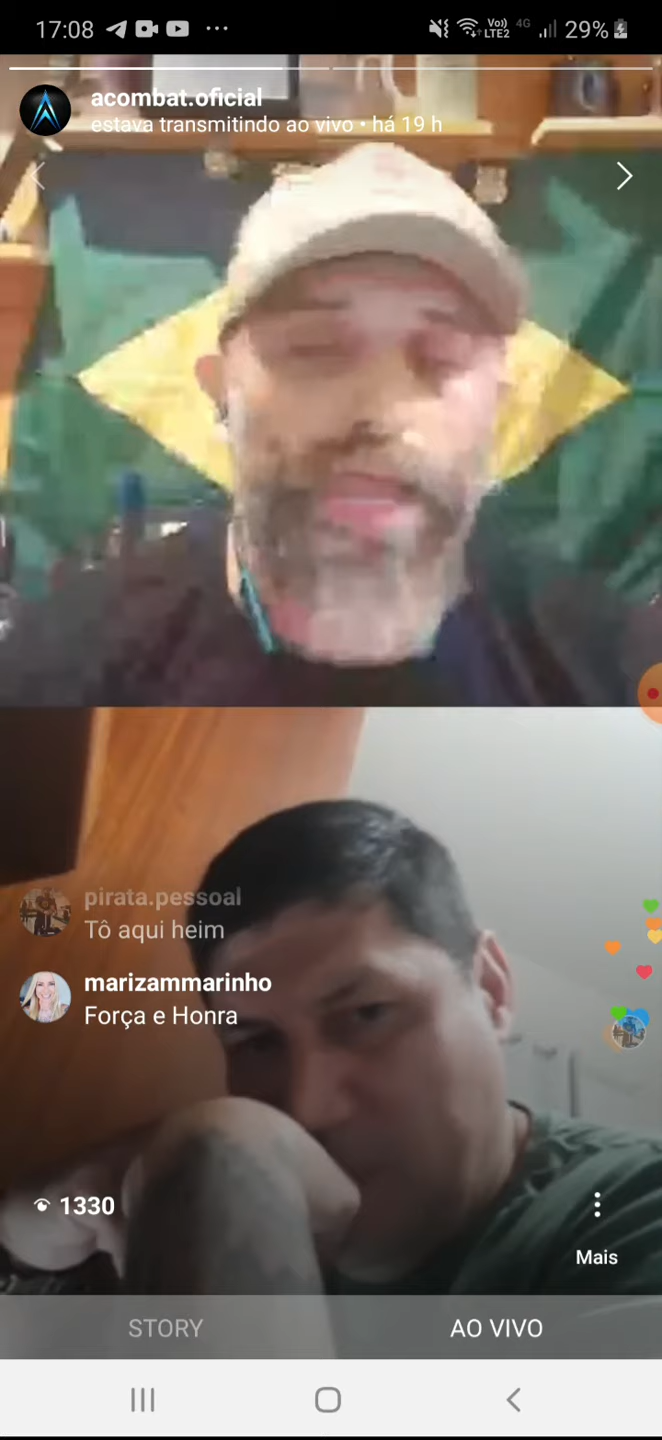 17:08
Vo)) 4G
LTE2
29%
acombat.oficial
estava transmitindo ao vivo • há 19 h
pirata.pessoal
Tô aqui heim
marizammarinho
Força e Honra
1330
Mais
STORY
AO VIVO